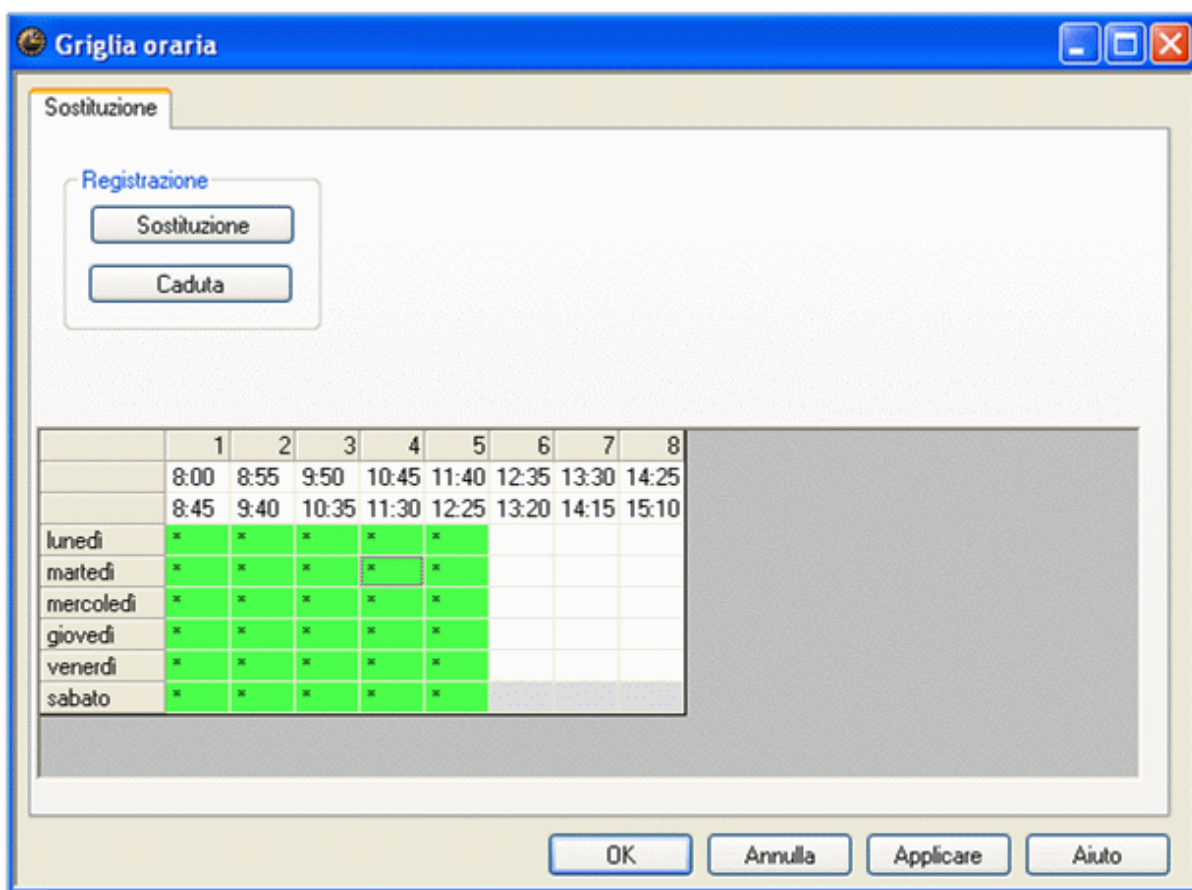 Griglia oraria
Sostituzione
Registrazione
Sostituzione
Caduta
1 2 3 4 5 6 7 8
8:00 8:55 9:50 10:45 11:40 12:35 13:30 14:25
8:45 9:40 10:35 11:30 12:25 13:20 14:15 15:10
lunedì * * * * *
martedì * * * * *
mercoledì * * * * *
giovedì * * * * *
venerdì * * * * *
sabato * * * * *
OK Annulla Applicare Aiuto